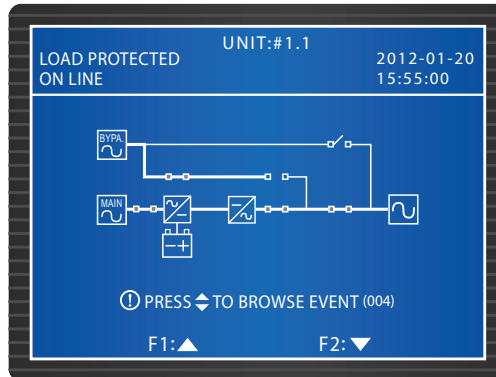 UNIT:#1.1
LOAD PROTECTED
ON LINE
2012-01-20
15:55:00
BYPA.
MAIN
PRESS TO BROWSE EVENT (004)
F1:
F2: